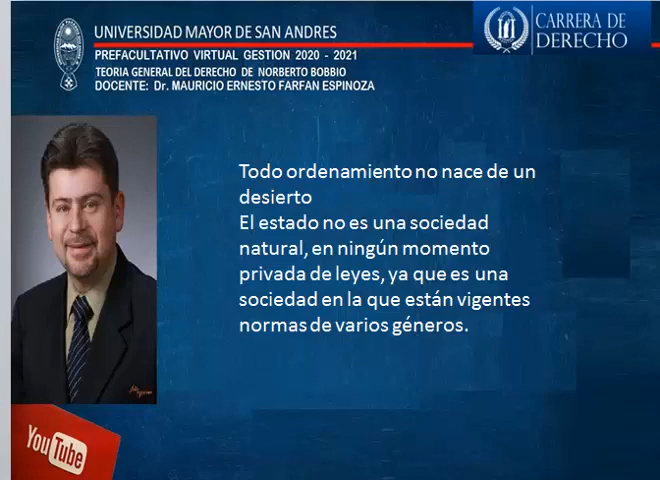 UNIVERSIDAD MAYOR DE SAN ANDRES
PREFACULTATIVO VIRTUAL GESTION 2020 - 2021
TEORIA GENERAL DEL DERECHO DE NORBERTO BOBBIO
DOCENTE: Dr. MAURICIO ERNESTO FARFAN ESPINOZA
CARRERA DE
DERECHO
Todo ordenamiento no nace de un
desierto
El estado no es una sociedad
natural, en ningún momento
privada de leyes, ya que es una
sociedad en la que están vigentes
normas de varios géneros.
YouTube